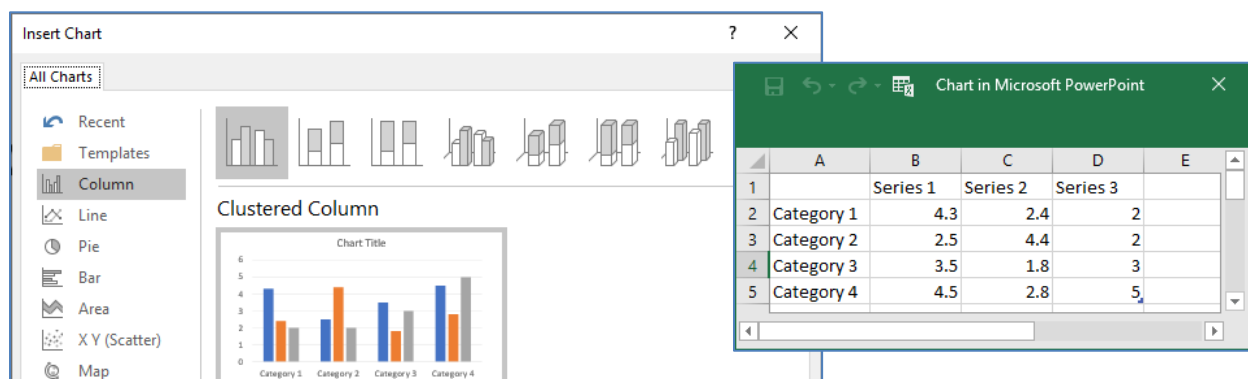 Insert Chart ? ×
All Charts
Recent
Templates
Column
Line
Pie
Bar
Area
X Y (Scatter)
Map
Clustered Column
Chart Title
6
5
4
3
2
1
0
Category 1 Category 2 Category 3 Category 4
Chart in Microsoft PowerPoint ×
A B C D E
1 Series 1 Series 2 Series 3
2 Category 1 4.3 2.4 2
3 Category 2 2.5 4.4 2
4 Category 3 3.5 1.8 3
5 Category 4 4.5 2.8 5